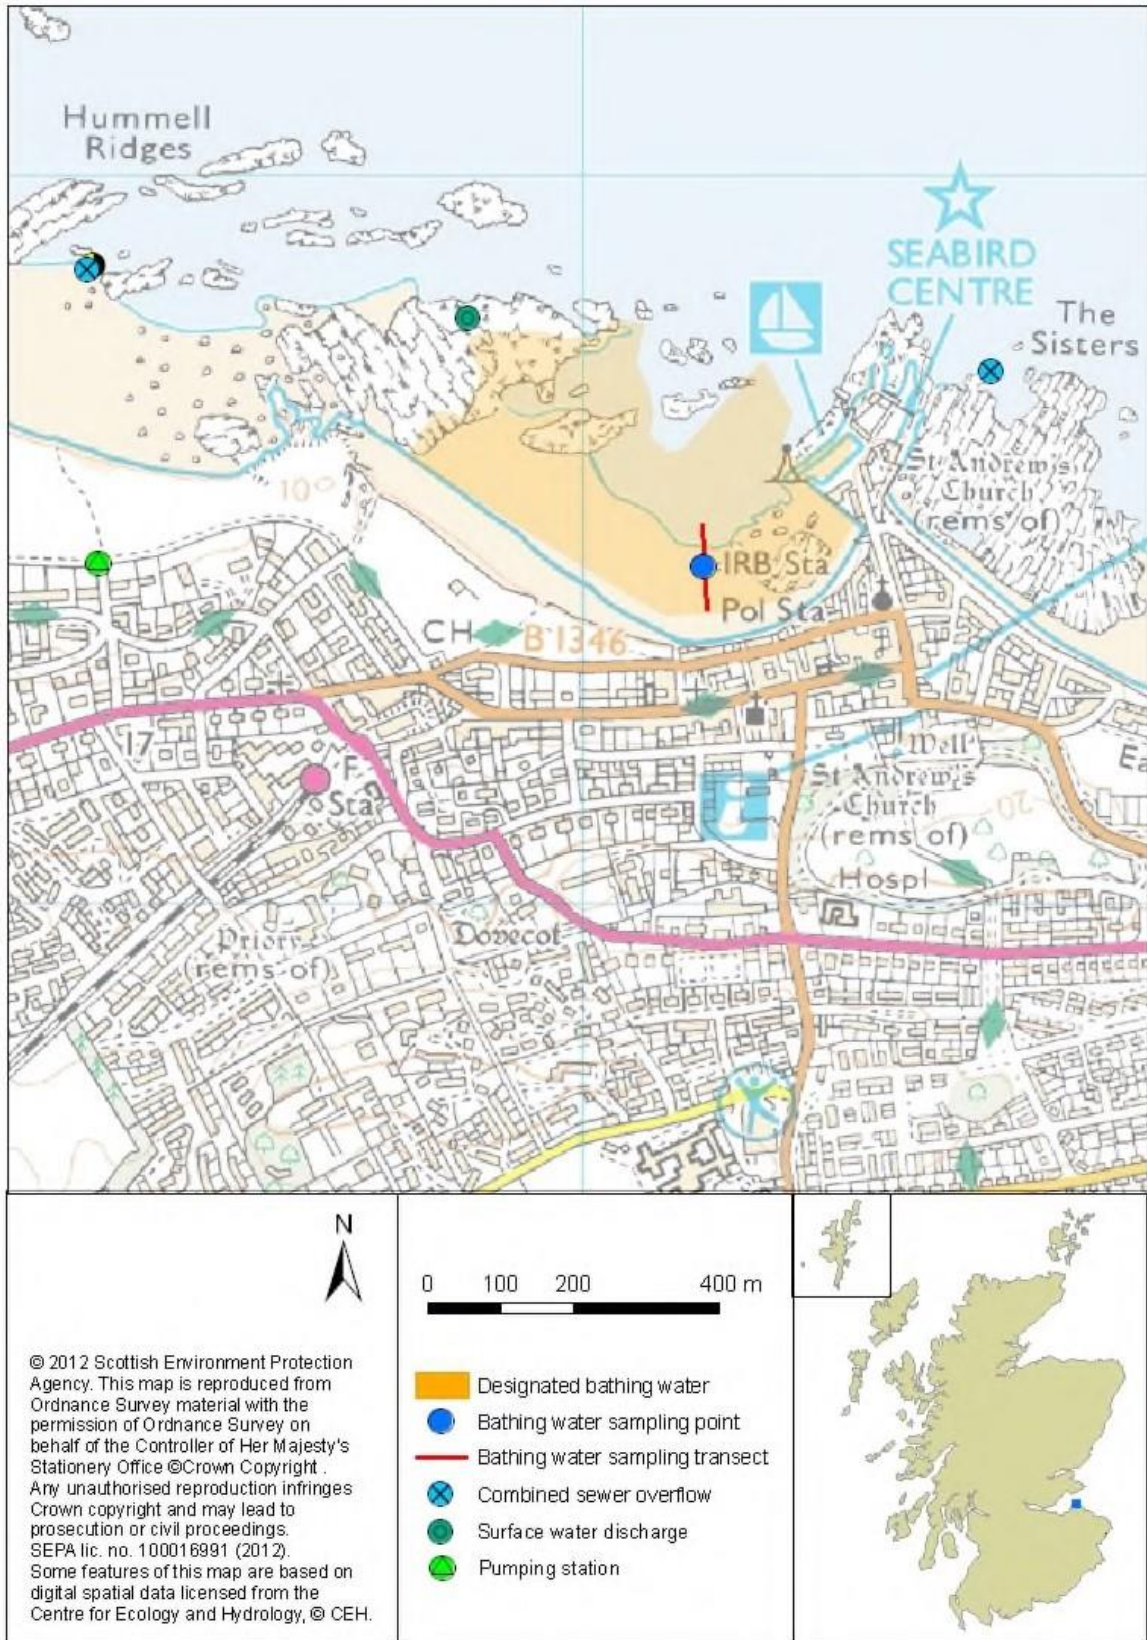 Hummell
Ridges
SEABIRD
CENTRE
The
Sisters
St Andrew's
Church
(rems of)
10
IRB Sta
Pol Sta
CH
B 1346
17
F
Sta
Well
Ea
St Andrew's
Church
(rems of)
20
Hospl
Priory
(rems of)
Dovecot
N
0 100 200 400 m
© 2012 Scottish Environment Protection
Agency. This map is reproduced from
Ordnance Survey material with the
permission of Ordnance Survey on
behalf of the Controller of Her Majesty's
Stationery Office ©Crown Copyright .
Any unauthorised reproduction infringes
Crown copyright and may lead to
prosecution or civil proceedings.
SEPA lic. no. 100016991 (2012).
Some features of this map are based on
digital spatial data licensed from the
Centre for Ecology and Hydrology, © CEH.
Designated bathing water
Bathing water sampling point
Bathing water sampling transect
Combined sewer overflow
Surface water discharge
Pumping station